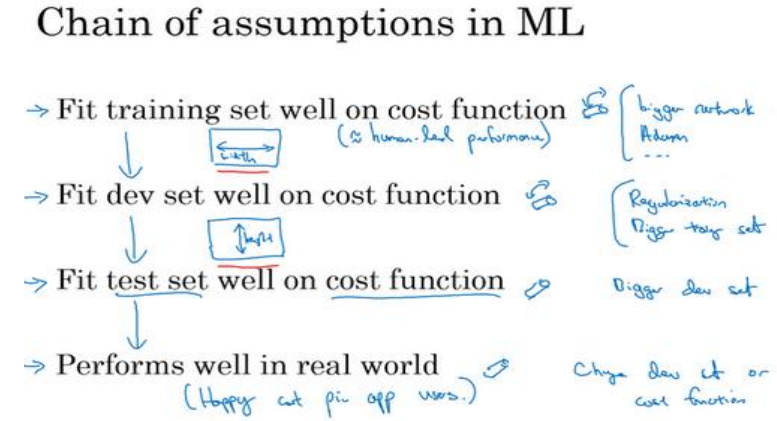 Chain of assumptions in ML
→ Fit training set well on cost function
bigger network
(≈ human-level performance)
Adam
...
width
→ Fit dev set well on cost function
Regularization
Bigger training set
height
→ Fit test set well on cost function
Bigger dev set
→ Performs well in real world
Change dev set or
cost function
(Happy cat pic app users.)